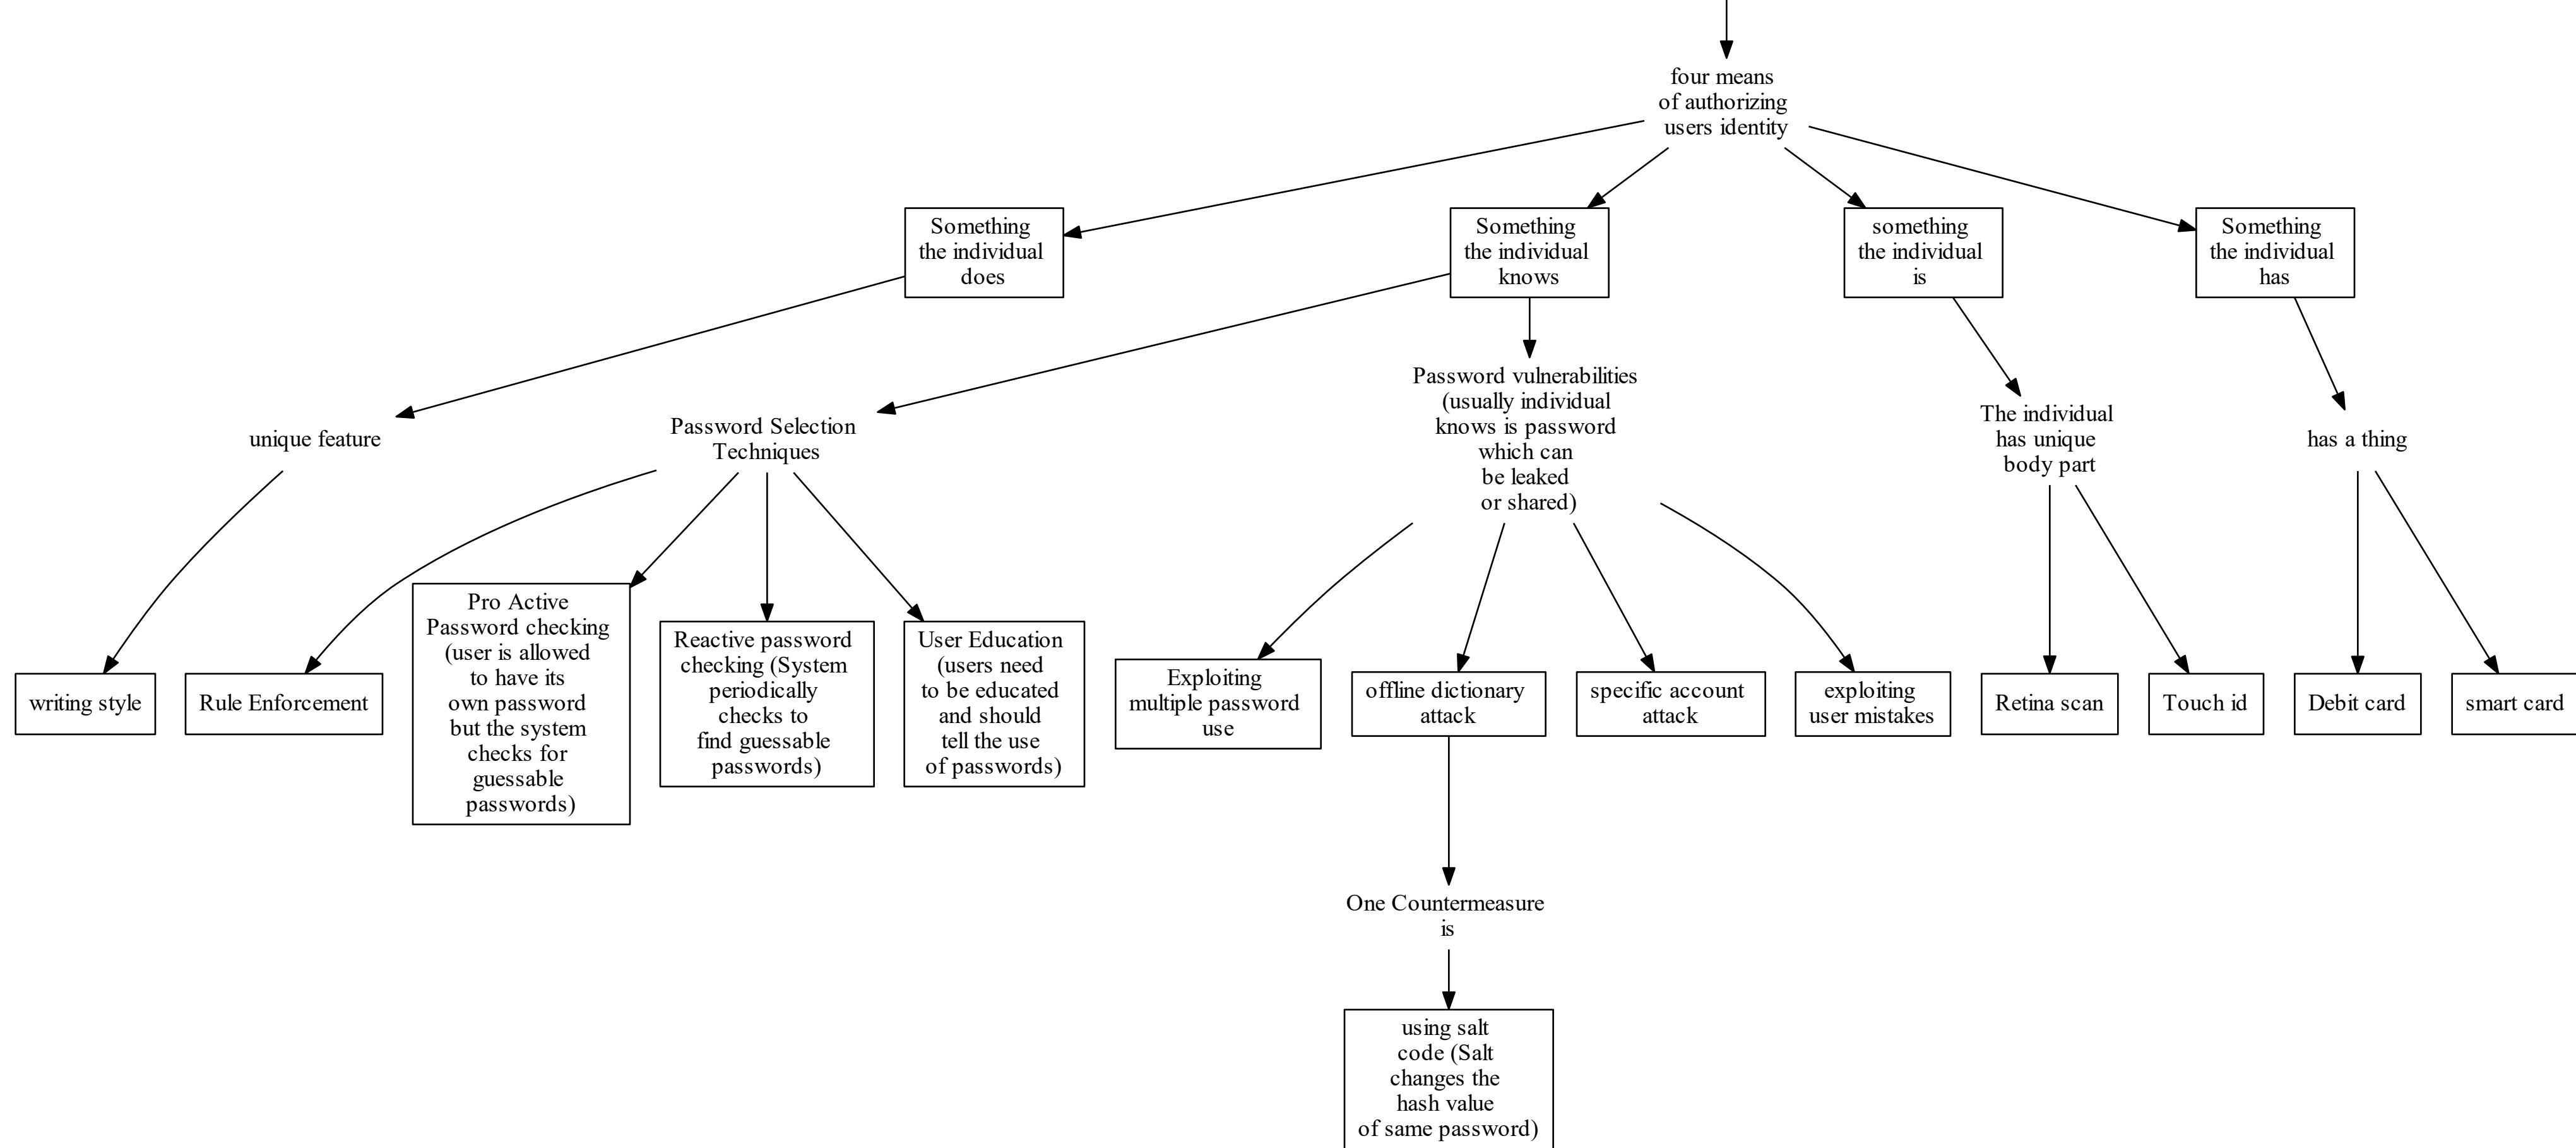 four means
of authorizing
users identity
Something
the individual
does
Something
the individual
knows
something
the individual
is
Something
the individual
has
unique feature
Password Selection
Techniques
Password vulnerabilities
(usually individual
knows is password
which can
be leaked
or shared)
The individual
has unique
body part
has a thing
writing style
Rule Enforcement
Pro Active
Password checking
(user is allowed
to have its
own password
but the system
checks for
guessable
passwords)
Reactive password
checking (System
periodically
checks to
find guessable
passwords)
User Education
(users need
to be educated
and should
tell the use
of passwords)
Exploiting
multiple password
use
offline dictionary
attack
specific account
attack
exploiting
user mistakes
Retina scan
Touch id
Debit card
smart card
One Countermeasure
is
using salt
code (Salt
changes the
hash value
of same password)